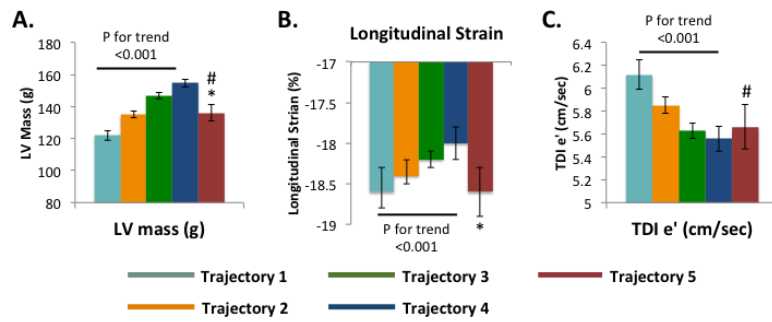 A.
P for trend
<0.001
LV Mass (g)
180
160
140
120
100
80
#
*
LV mass (g)
B.
Longitudinal Strain
Longitudinal Strian (%)
-17
-17.5
-18
-18.5
-19
P for trend
<0.001
*
C.
P for trend
<0.001
TDI e' (cm/sec)
6.4
6.2
6
5.8
5.6
5.4
5.2
5
#
TDI e' (cm/sec)
Trajectory 1
Trajectory 3
Trajectory 5
Trajectory 2
Trajectory 4